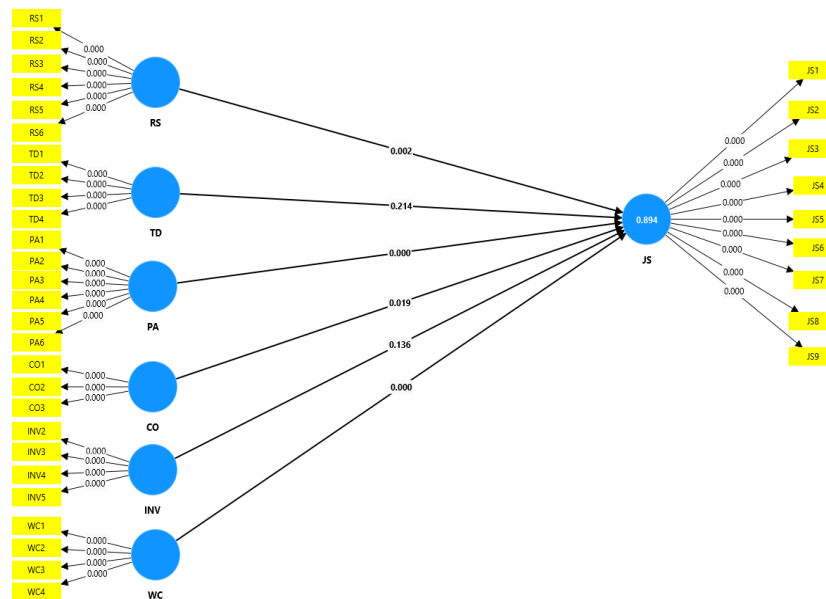 RS1
RS2
RS3
RS4
RS5
RS6
0.000
0.000
0.000
0.000
0.000
0.000
RS
TD1
TD2
TD3
TD4
0.000
0.000
0.000
0.000
TD
PA1
PA2
PA3
PA4
PA5
PA6
0.000
0.000
0.000
0.000
0.000
0.000
PA
CO1
CO2
CO3
0.000
0.000
0.000
CO
INV2
INV3
INV4
INV5
0.000
0.000
0.000
0.000
INV
WC1
WC2
WC3
WC4
0.000
0.000
0.000
0.000
WC
0.002
0.214
0.000
0.019
0.136
0.000
0.894
JS
0.000
0.000
0.000
0.000
0.000
0.000
0.000
0.000
0.000
JS1
JS2
JS3
JS4
JS5
JS6
JS7
JS8
JS9